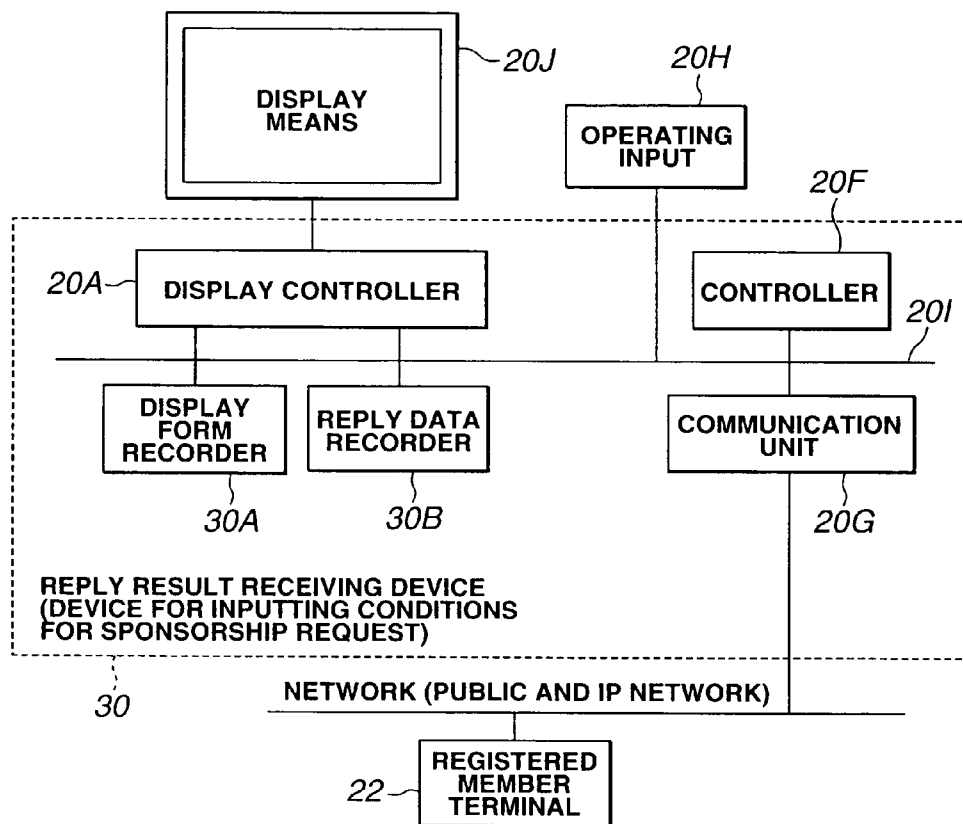 20J
DISPLAY
MEANS
20H
OPERATING
INPUT
20F
20A
DISPLAY CONTROLLER
CONTROLLER
20I
DISPLAY
FORM
RECORDER
REPLY DATA
RECORDER
COMMUNICATION
UNIT
30A
30B
20G
REPLY RESULT RECEIVING DEVICE
(DEVICE FOR INPUTTING CONDITIONS
FOR SPONSORSHIP REQUEST)
30
NETWORK (PUBLIC AND IP NETWORK)
22
REGISTERED
MEMBER
TERMINAL